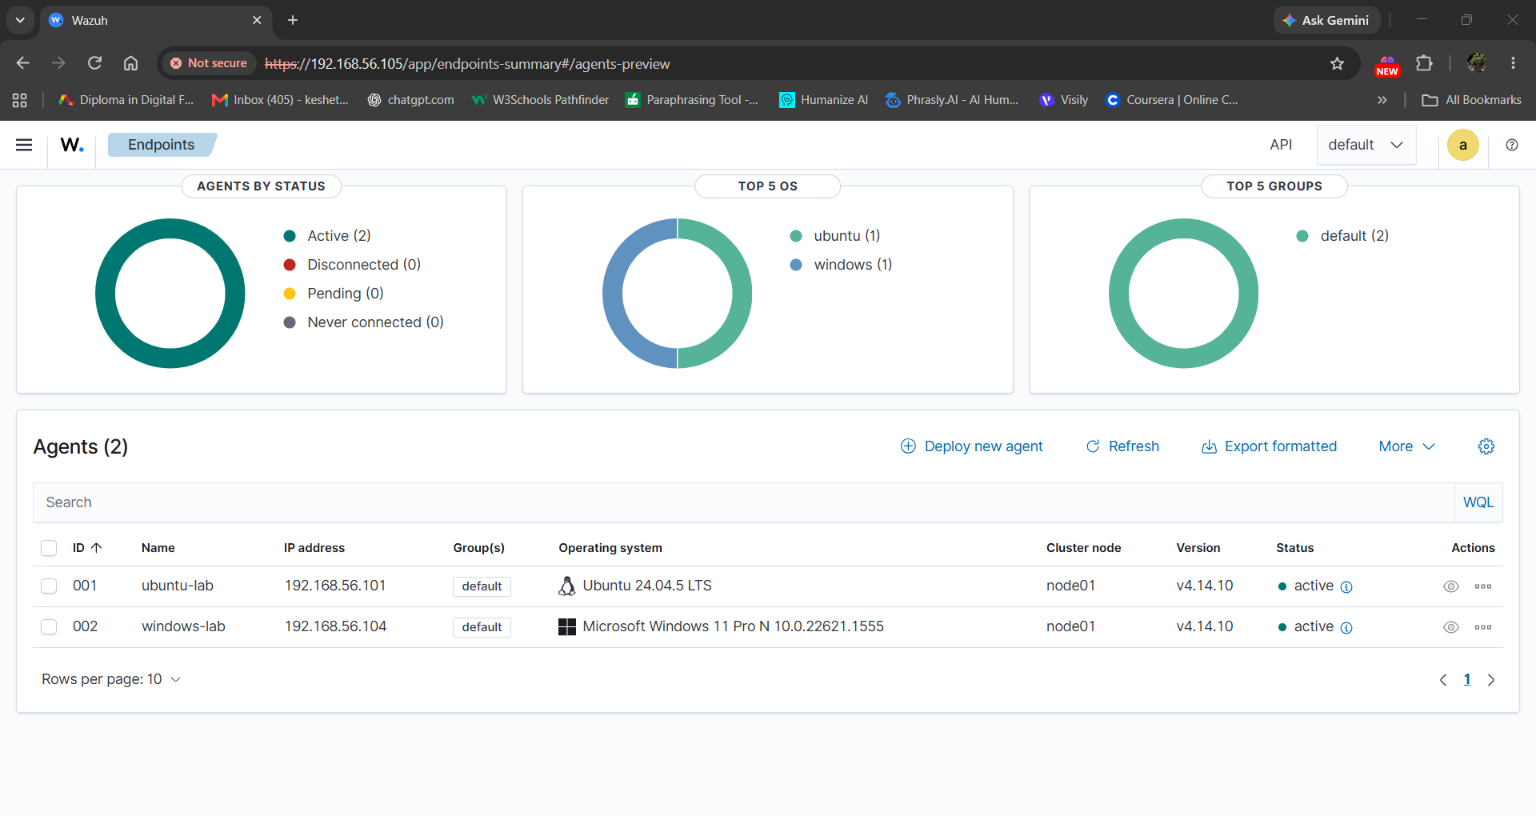 Wazuh
Ask Gemini
Not secure
https://192.168.56.105/app/endpoints-summary#/agents-preview
NEW
Diploma in Digital F...
Inbox (405) - keshet...
chatgpt.com
W3Schools Pathfinder
Paraphrasing Tool -...
Humanize AI
Phrasly.AI - AI Hum...
Visily
Coursera | Online C...
All Bookmarks
W.
Endpoints
API
default
a
AGENTS BY STATUS
Active (2)
Disconnected (0)
Pending (0)
Never connected (0)
TOP 5 OS
ubuntu (1)
windows (1)
TOP 5 GROUPS
default (2)
Agents (2)
Deploy new agent
Refresh
Export formatted
More
Search
WQL
ID Name IP address Group(s) Operating system Cluster node Version Status Actions
001 ubuntu-lab 192.168.56.101 default Ubuntu 24.04.5 LTS node01 v4.14.10 active
002 windows-lab 192.168.56.104 default Microsoft Windows 11 Pro N 10.0.22621.1555 node01 v4.14.10 active
Rows per page: 10
1